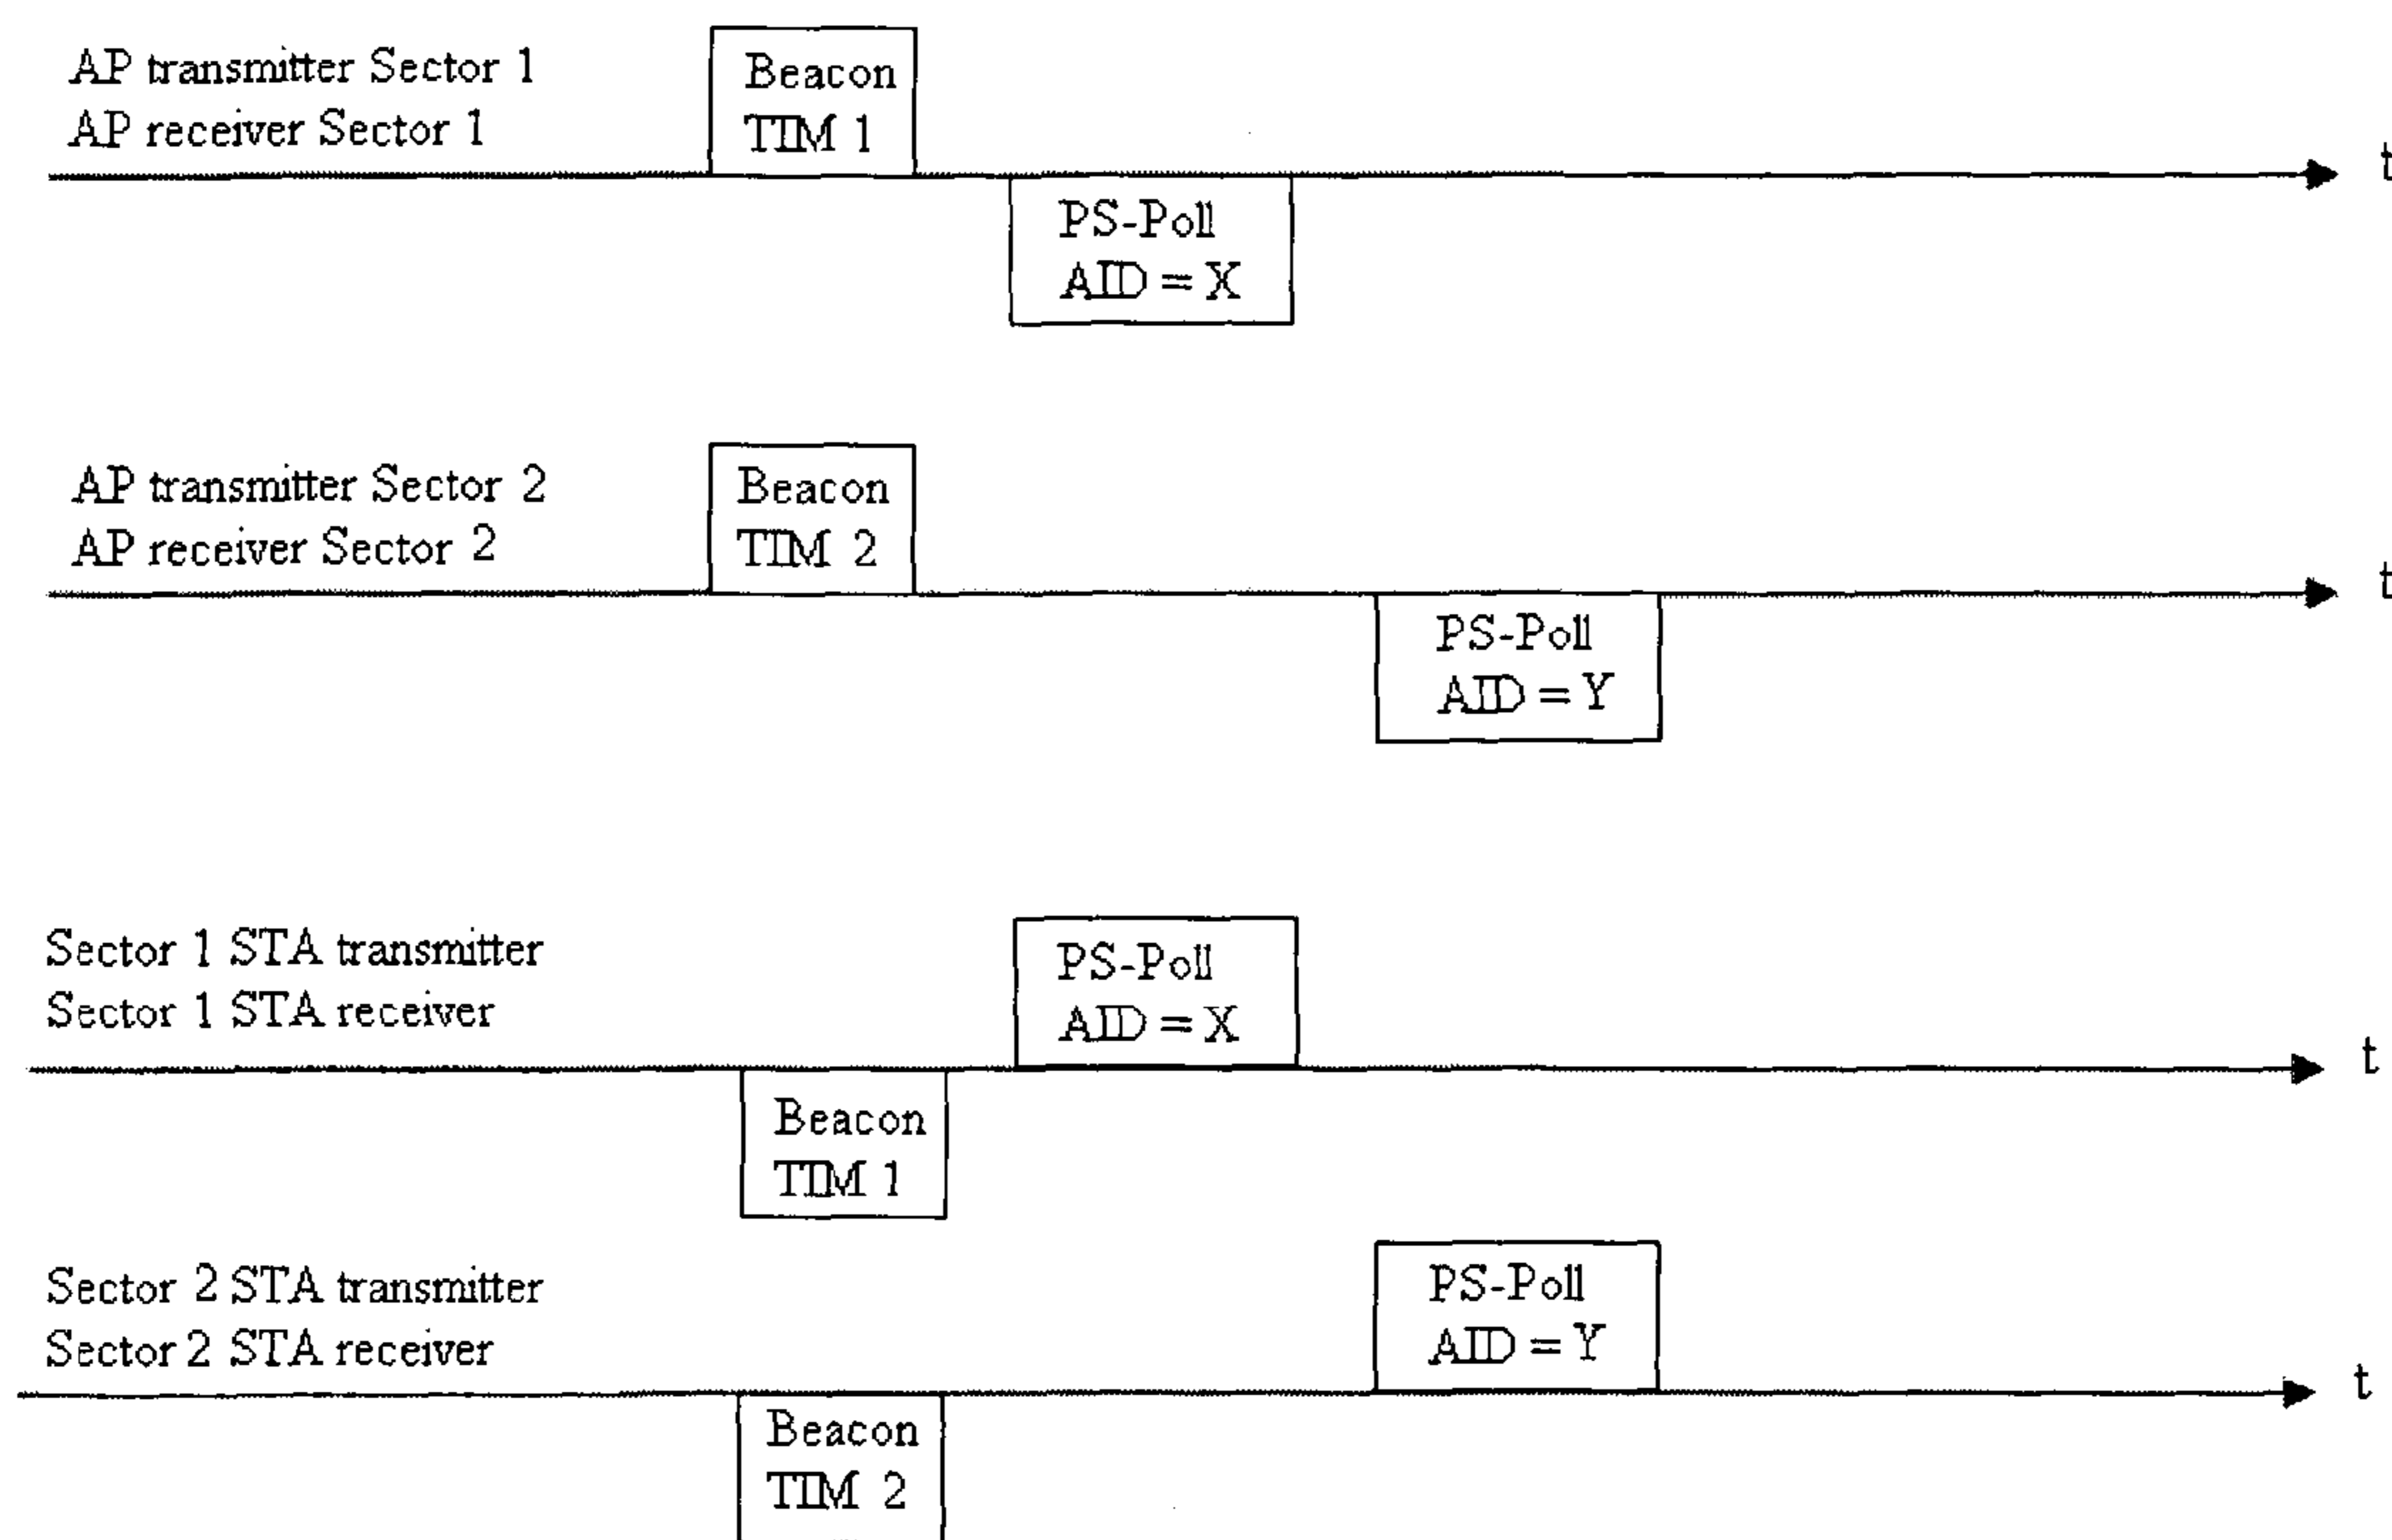 AP transmitter Sector 1
AP receiver Sector 1
Beacon
TIM 1
t
PS-Poll
AID = X
AP transmitter Sector 2
AP receiver Sector 2
Beacon
TIM 2
t
PS-Poll
AID = Y
Sector 1 STA transmitter
Sector 1 STA receiver
PS-Poll
AID = X
t
Beacon
TIM 1
Sector 2 STA transmitter
Sector 2 STA receiver
PS-Poll
AID = Y
t
Beacon
TIM 2